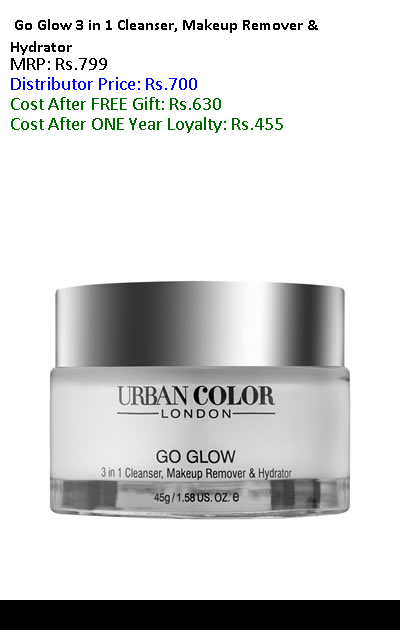 Go Glow 3 in 1 Cleanser, Makeup Remover &
Hydrator
MRP: Rs.799
Distributor Price: Rs.700
Cost After FREE Gift: Rs.630
Cost After ONE Year Loyalty: Rs.455
URBAN COLOR
LONDON
GO GLOW
3 in 1 Cleanser, Makeup Remover & Hydrator
45g / 1.58 US. OZ. e